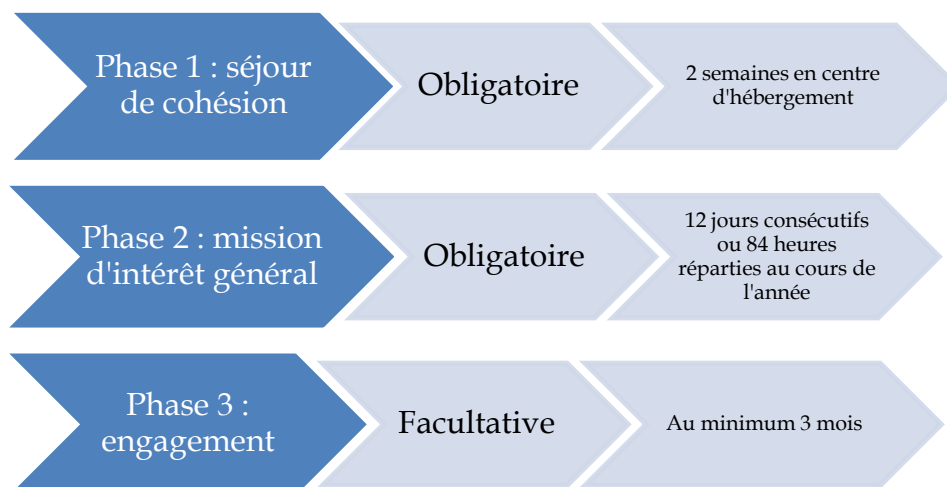 Phase 1 : séjour
de cohésion
Obligatoire
2 semaines en centre
d'hébergement
Phase 2 : mission
d'intérêt général
Obligatoire
12 jours consécutifs
ou 84 heures
réparties au cours de
l'année
Phase 3 :
engagement
Facultative
Au minimum 3 mois